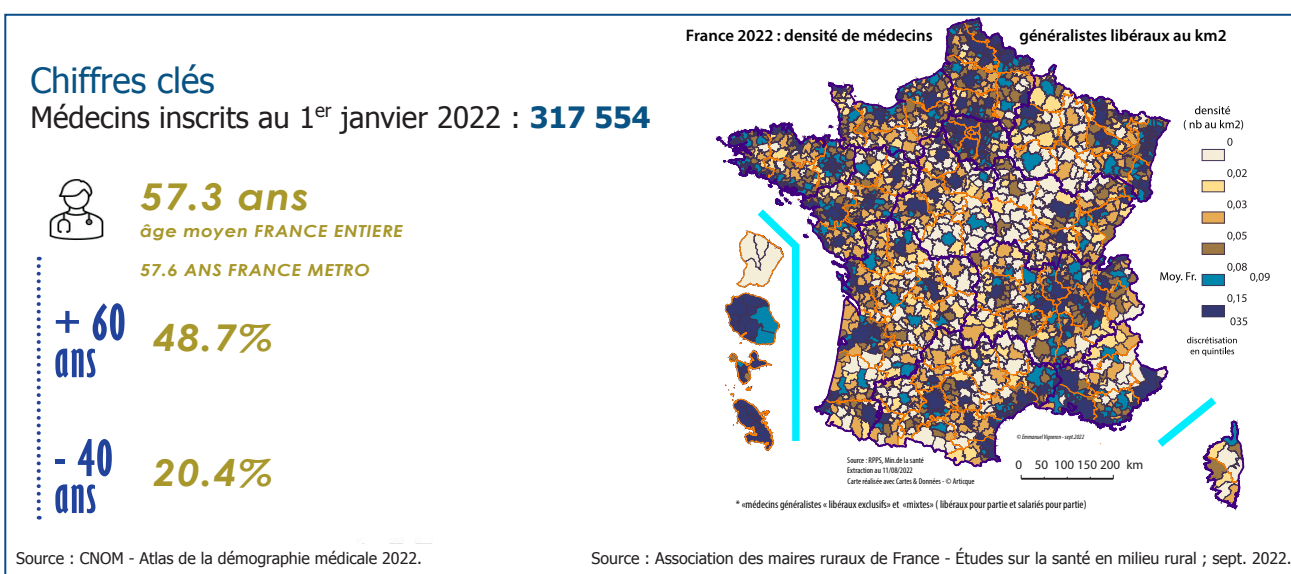 Chiffres clés
Médecins inscrits au 1er janvier 2022 : 317 554
57.3 ans
âge moyen FRANCE ENTIERE
57.6 ANS FRANCE METRO
+ 60
ans
48.7%
- 40
ans
20.4%
Source : CNOM - Atlas de la démographie médicale 2022.
France 2022 : densité de médecins généralistes libéraux au km2
densité
( nb au km2)
0
0,02
0,03
0,05
0,08
Moy. Fr. 0,09
0,15
035
discrétisation
en quintiles
© Emmanuel Vigneron - sept.2022
Source : RPPS, Min.de la santé
Extraction au 11/08/2022
Carte réalisée avec Cartes & Données - © Articque
0 50 100 150 200 km
* «médecins généralistes « libéraux exclusifs» et «mixtes» ( libéraux pour partie et salariés pour partie)
Source : Association des maires ruraux de France - Études sur la santé en milieu rural ; sept. 2022.